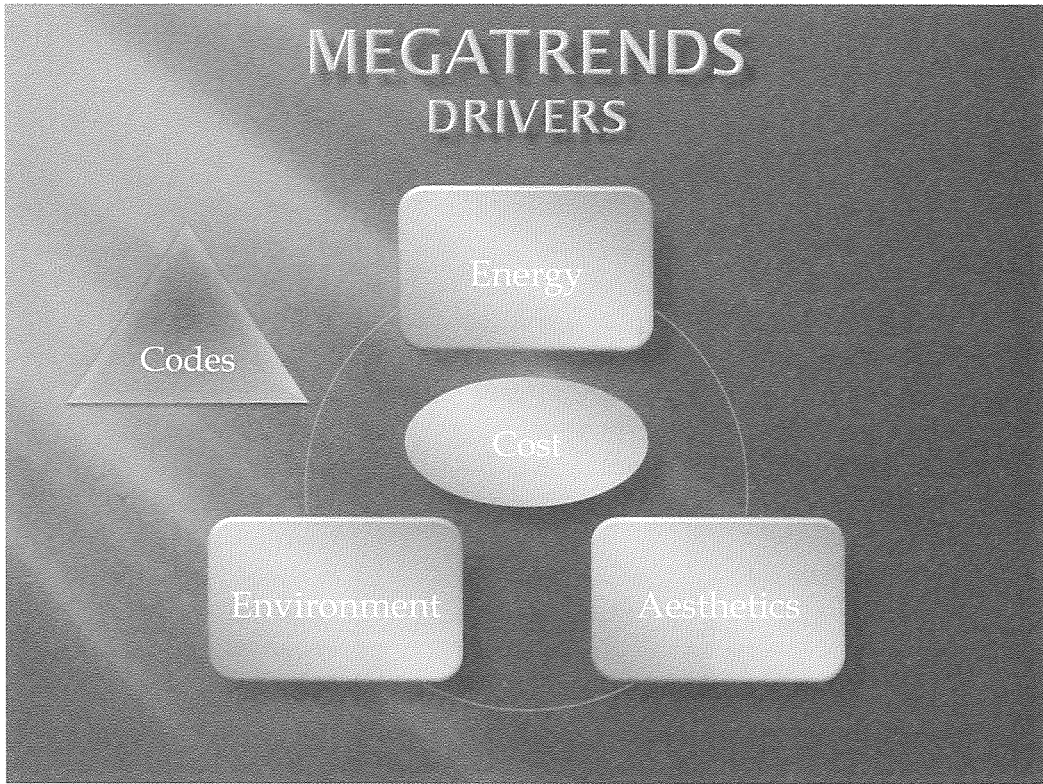 MEGATRENDS
DRIVERS
Energy
Codes
Cost
Environment
Aesthetics